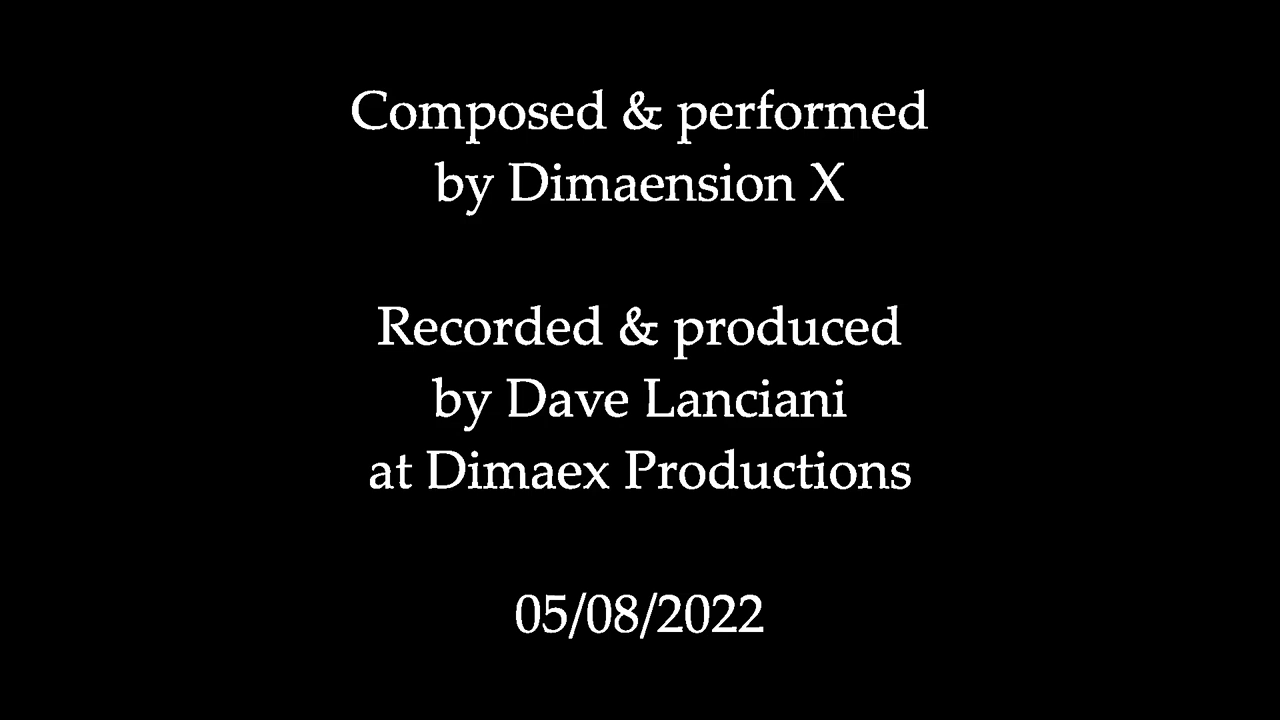 Composed & performed
by Dimaension X
Recorded & produced
by Dave Lanciani
at Dimaex Productions
05/08/2022